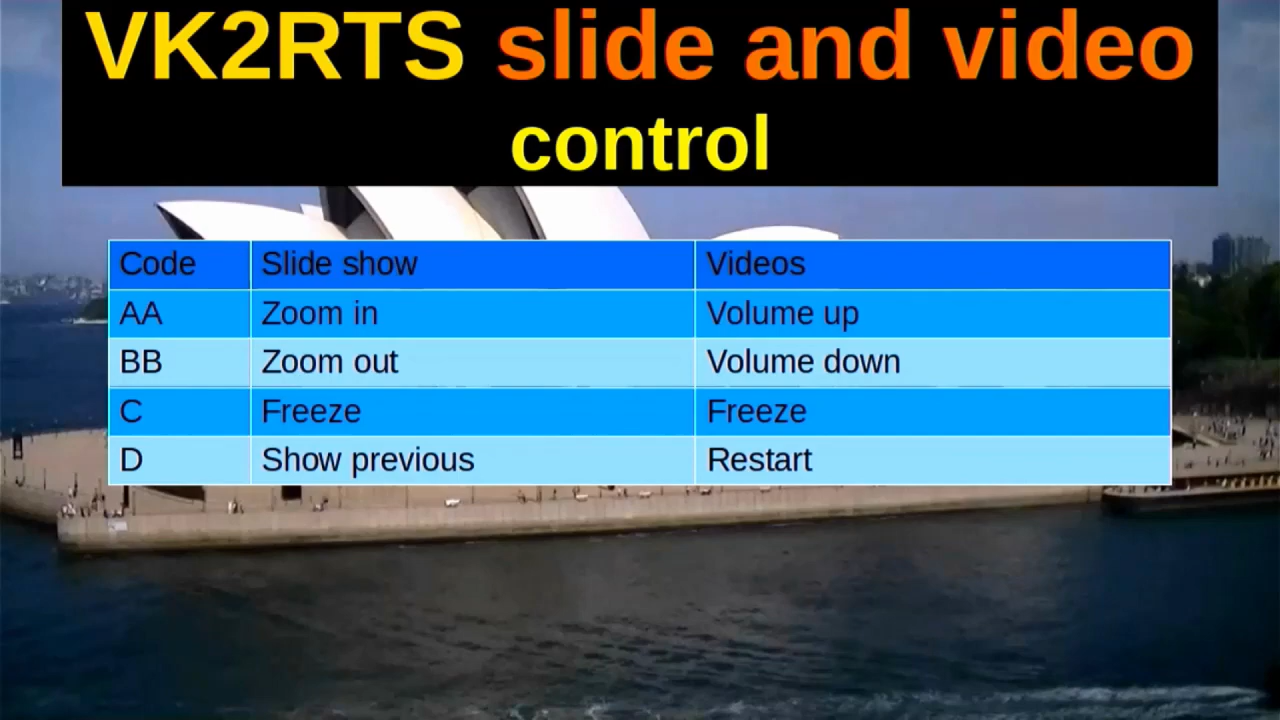 VK2RTS slide and video
control
Code Slide show Videos
AA Zoom in Volume up
BB Zoom out Volume down
C Freeze Freeze
D Show previous Restart